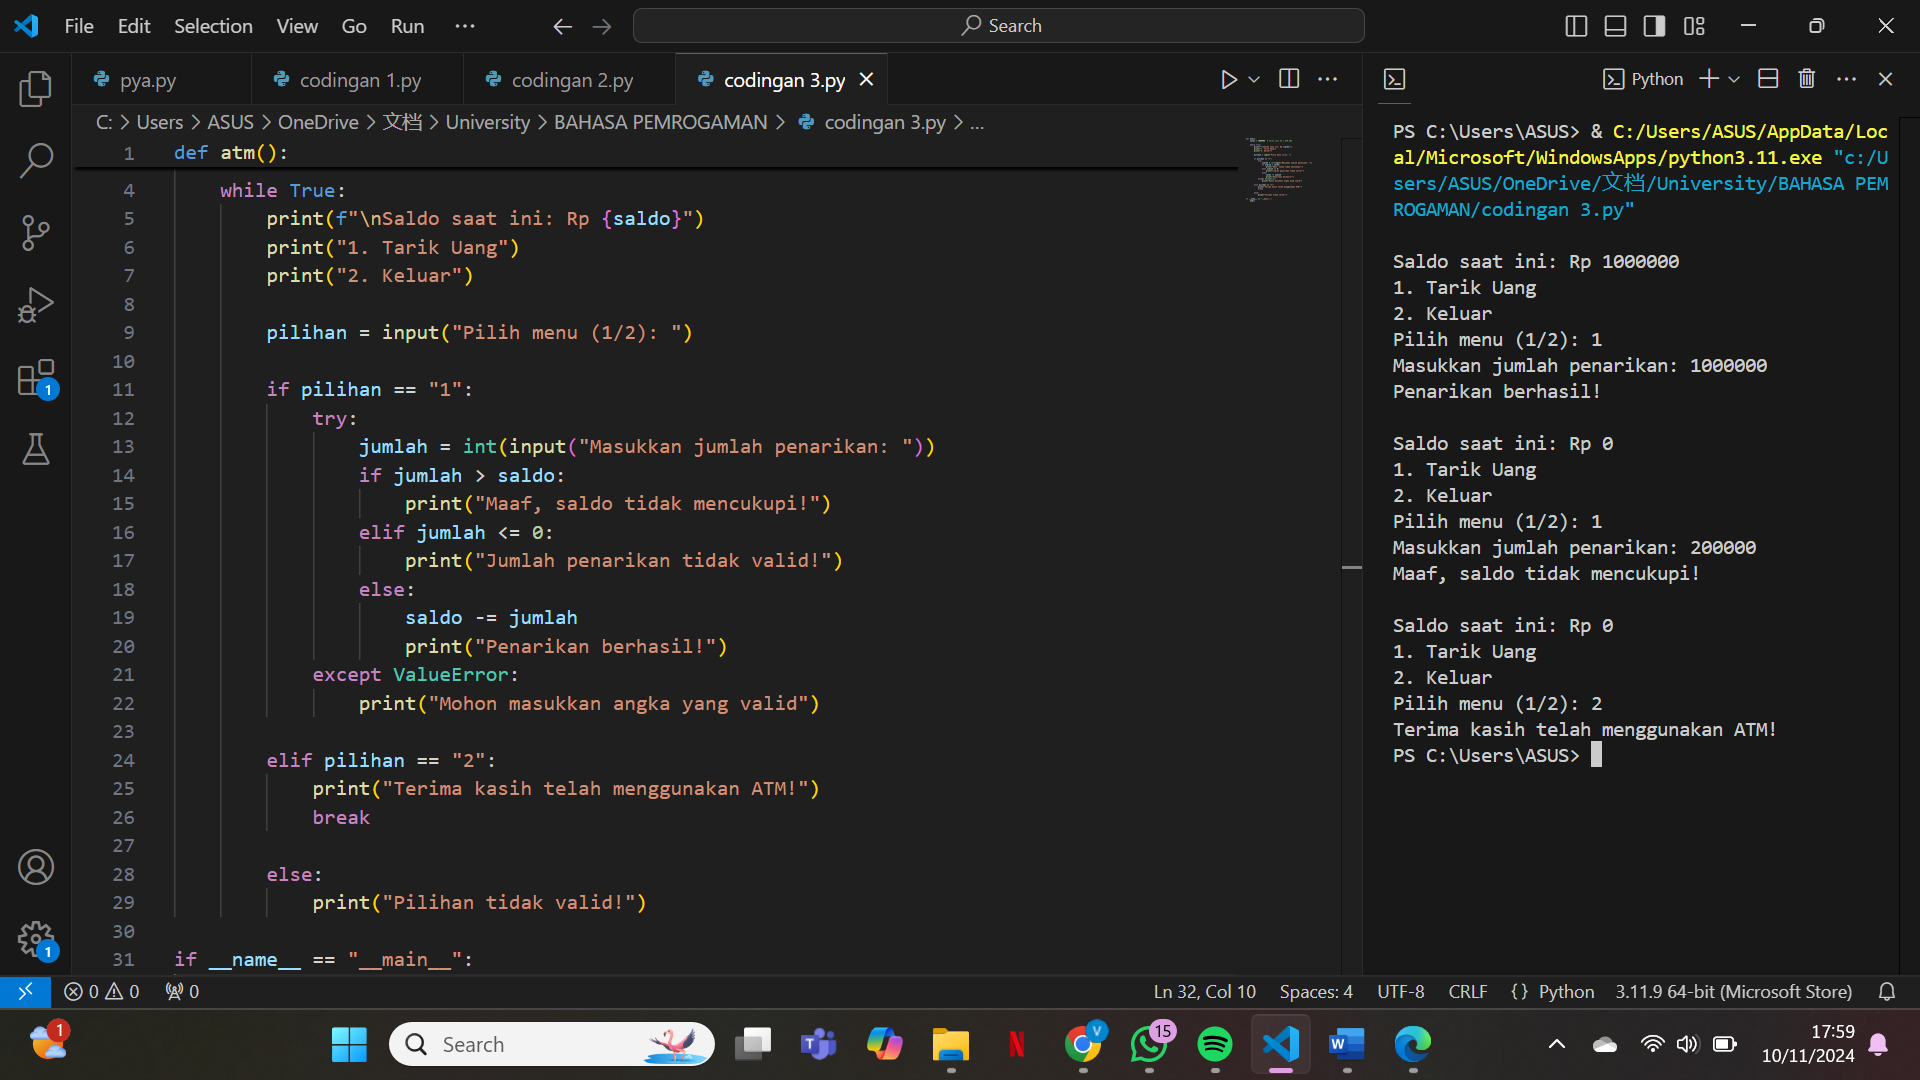 File Edit Selection View Go Run ... Search
pya.py codingan 1.py codingan 2.py codingan 3.py
C: > Users > ASUS > OneDrive > 文档 > University > BAHASA PEMROGAMAN > codingan 3.py > ...
1 def atm():
4 while True:
5 print(f"\nSaldo saat ini: Rp {saldo}")
6 print("1. Tarik Uang")
7 print("2. Keluar")
8
9 pilihan = input("Pilih menu (1/2): ")
10
11 if pilihan == "1":
12 try:
13 jumlah = int(input("Masukkan jumlah penarikan: "))
14 if jumlah > saldo:
15 print("Maaf, saldo tidak mencukupi!")
16 elif jumlah <= 0:
17 print("Jumlah penarikan tidak valid!")
18 else:
19 saldo -= jumlah
20 print("Penarikan berhasil!")
21 except ValueError:
22 print("Mohon masukkan angka yang valid")
23
24 elif pilihan == "2":
25 print("Terima kasih telah menggunakan ATM!")
26 break
27
28 else:
29 print("Pilihan tidak valid!")
30
31 if __name__ == "__main__":
Python
PS C:\Users\ASUS> & C:/Users/ASUS/AppData/Loc
al/Microsoft/WindowsApps/python3.11.exe "c:/U
sers/ASUS/OneDrive/文档/University/BAHASA PEM
ROGAMAN/codingan 3.py"
Saldo saat ini: Rp 1000000
1. Tarik Uang
2. Keluar
Pilih menu (1/2): 1
Masukkan jumlah penarikan: 1000000
Penarikan berhasil!
Saldo saat ini: Rp 0
1. Tarik Uang
2. Keluar
Pilih menu (1/2): 1
Masukkan jumlah penarikan: 200000
Maaf, saldo tidak mencukupi!
Saldo saat ini: Rp 0
1. Tarik Uang
2. Keluar
Pilih menu (1/2): 2
Terima kasih telah menggunakan ATM!
PS C:\Users\ASUS>
1
1
0 0 0 Ln 32, Col 10 Spaces: 4 UTF-8 CRLF {} Python 3.11.9 64-bit (Microsoft Store)
1 Search T N V 15 W 17:59
10/11/2024